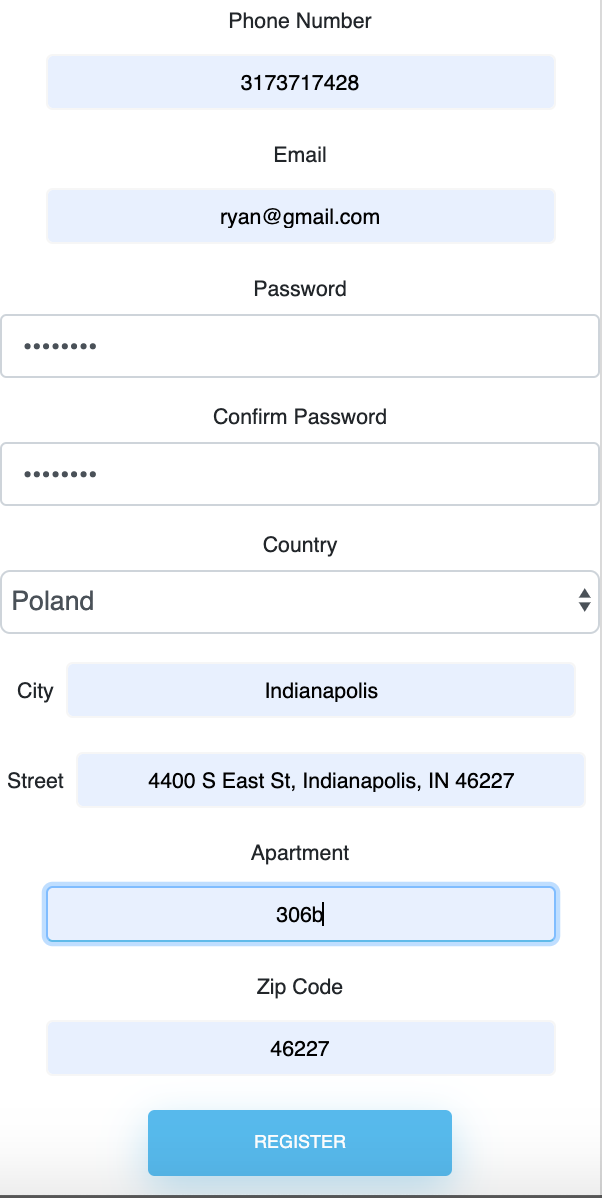 Phone Number
3173717428
Email
ryan@gmail.com
Password
••••••••
Confirm Password
••••••••
Country
Poland
City Indianapolis
Street 4400 S East St, Indianapolis, IN 46227
Apartment
306b
Zip Code
46227
REGISTER